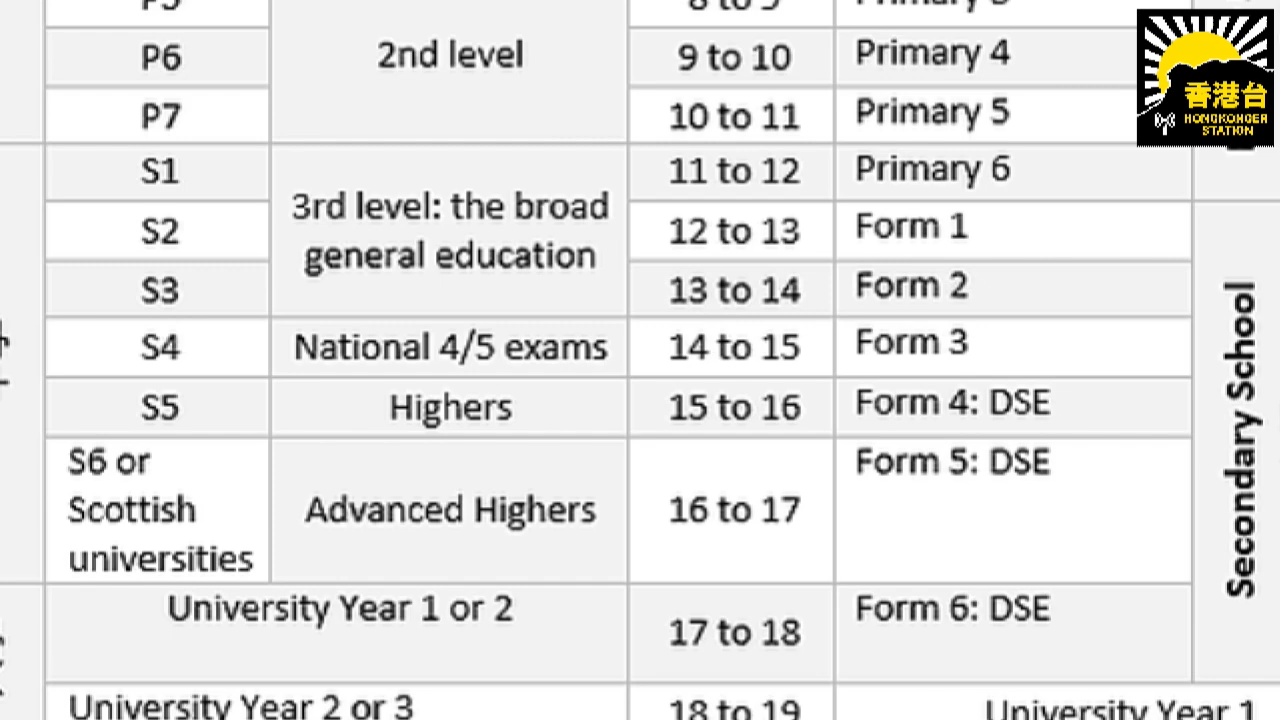 8 to 9
P6
2nd level
9 to 10
Primary 4
P7
10 to 11
Primary 5
香港台
HONGKONGER
STATION
S1
3rd level: the broad
general education
11 to 12
Primary 6
S2
12 to 13
Form 1
S3
13 to 14
Form 2
S4
National 4/5 exams
14 to 15
Form 3
S5
Highers
15 to 16
Form 4: DSE
S6 or
Scottish
universities
Advanced Highers
16 to 17
Form 5: DSE
Secondary School
University Year 1 or 2
17 to 18
Form 6: DSE
University Year 2 or 3
18 to 19
University Year 1